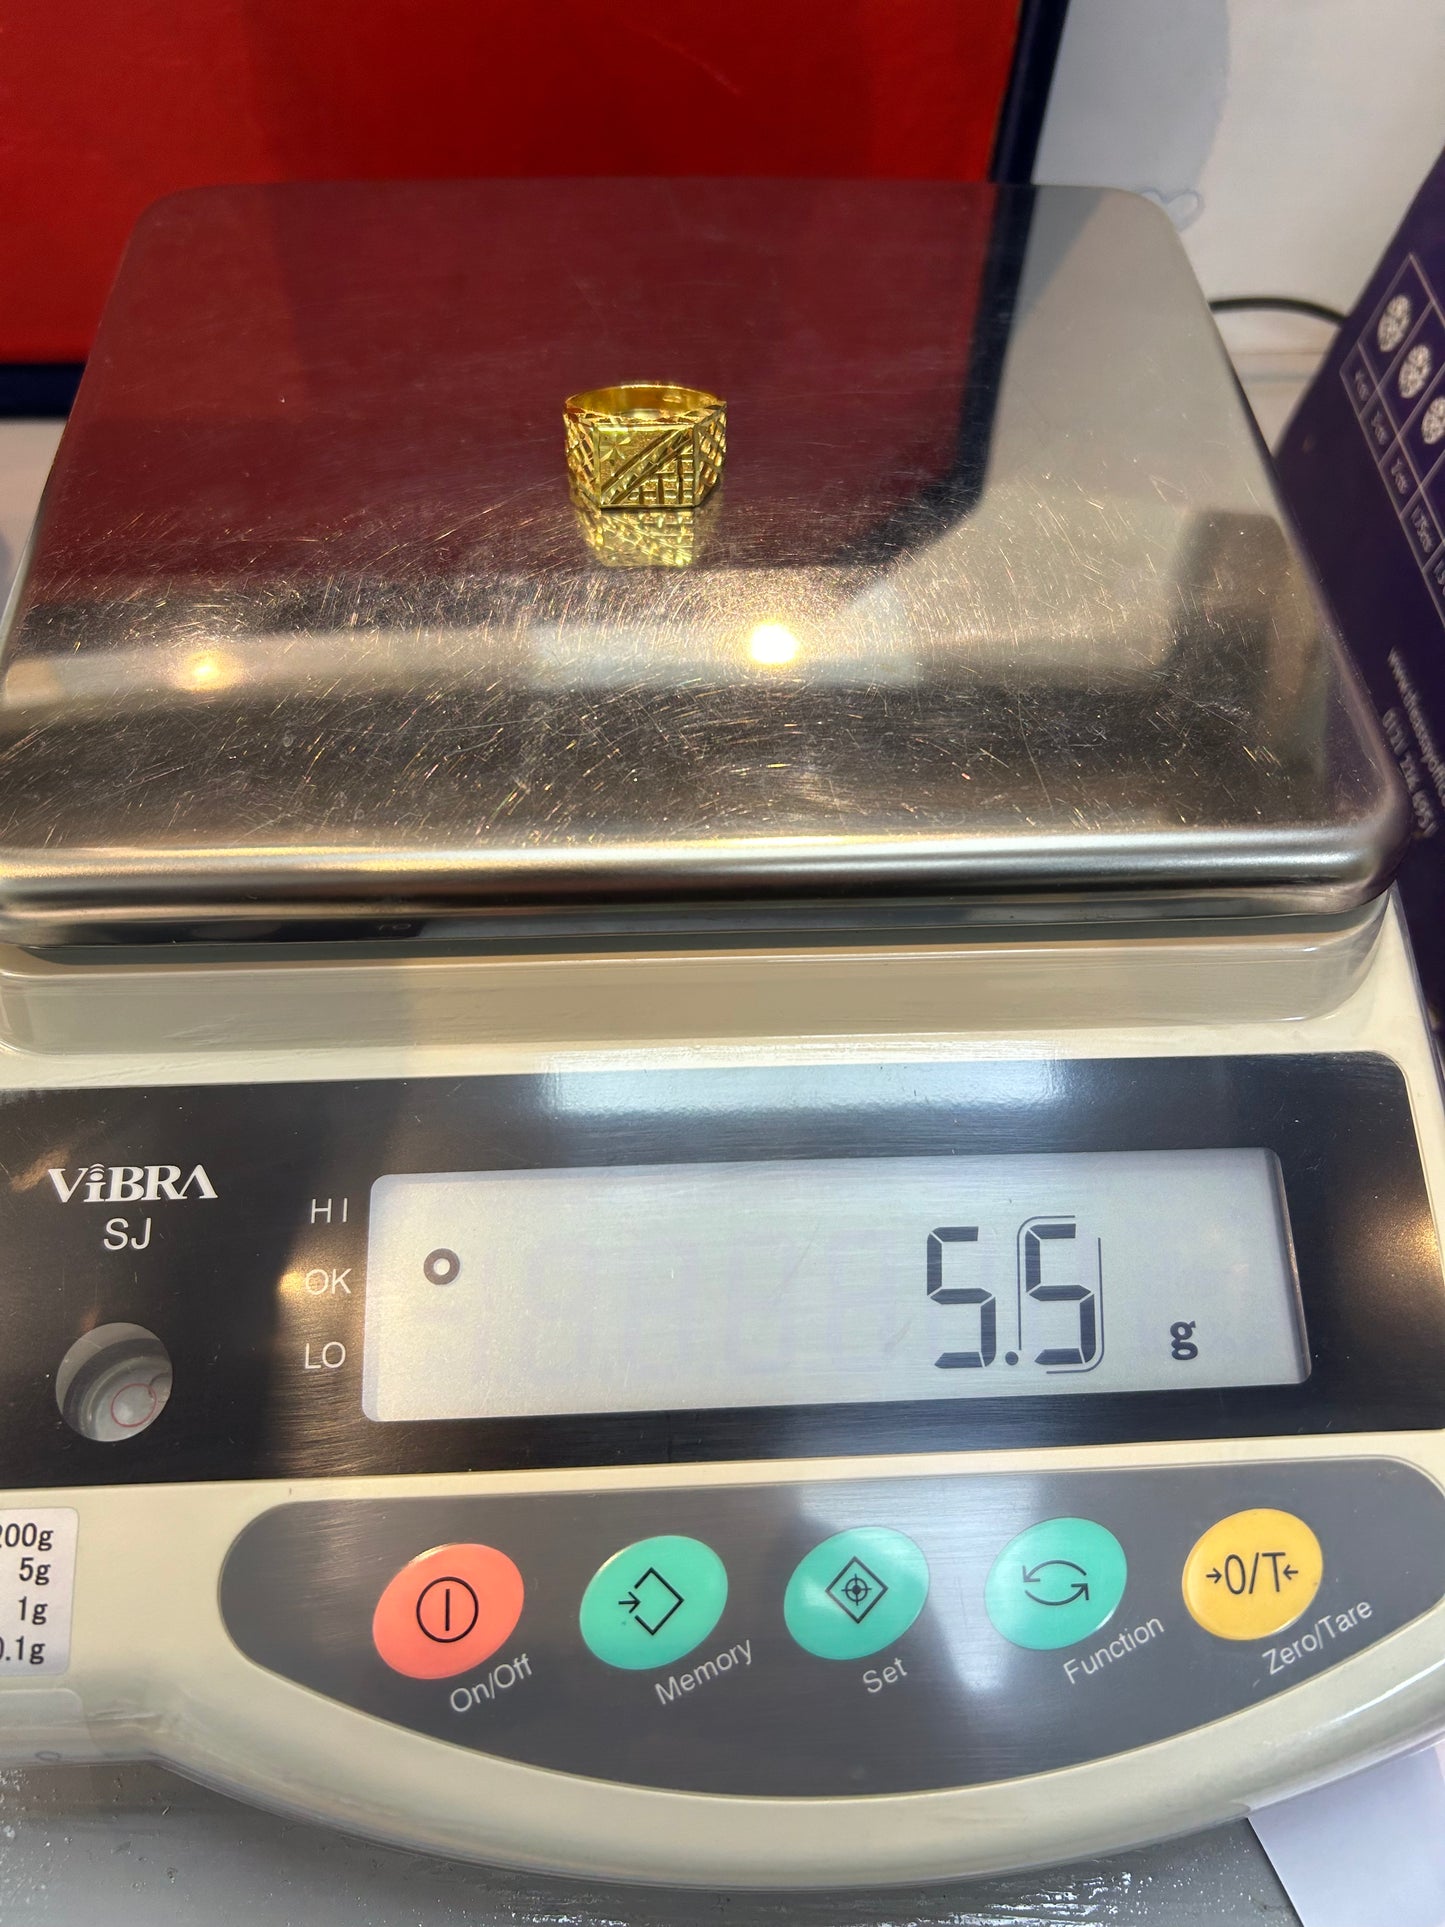 ViBRA
SJ
HI
OK
LO
5.5 g
200g
5g
1g
0.1g
On/Off
Memory
Set
Function
→0/T←
Zero/Tare